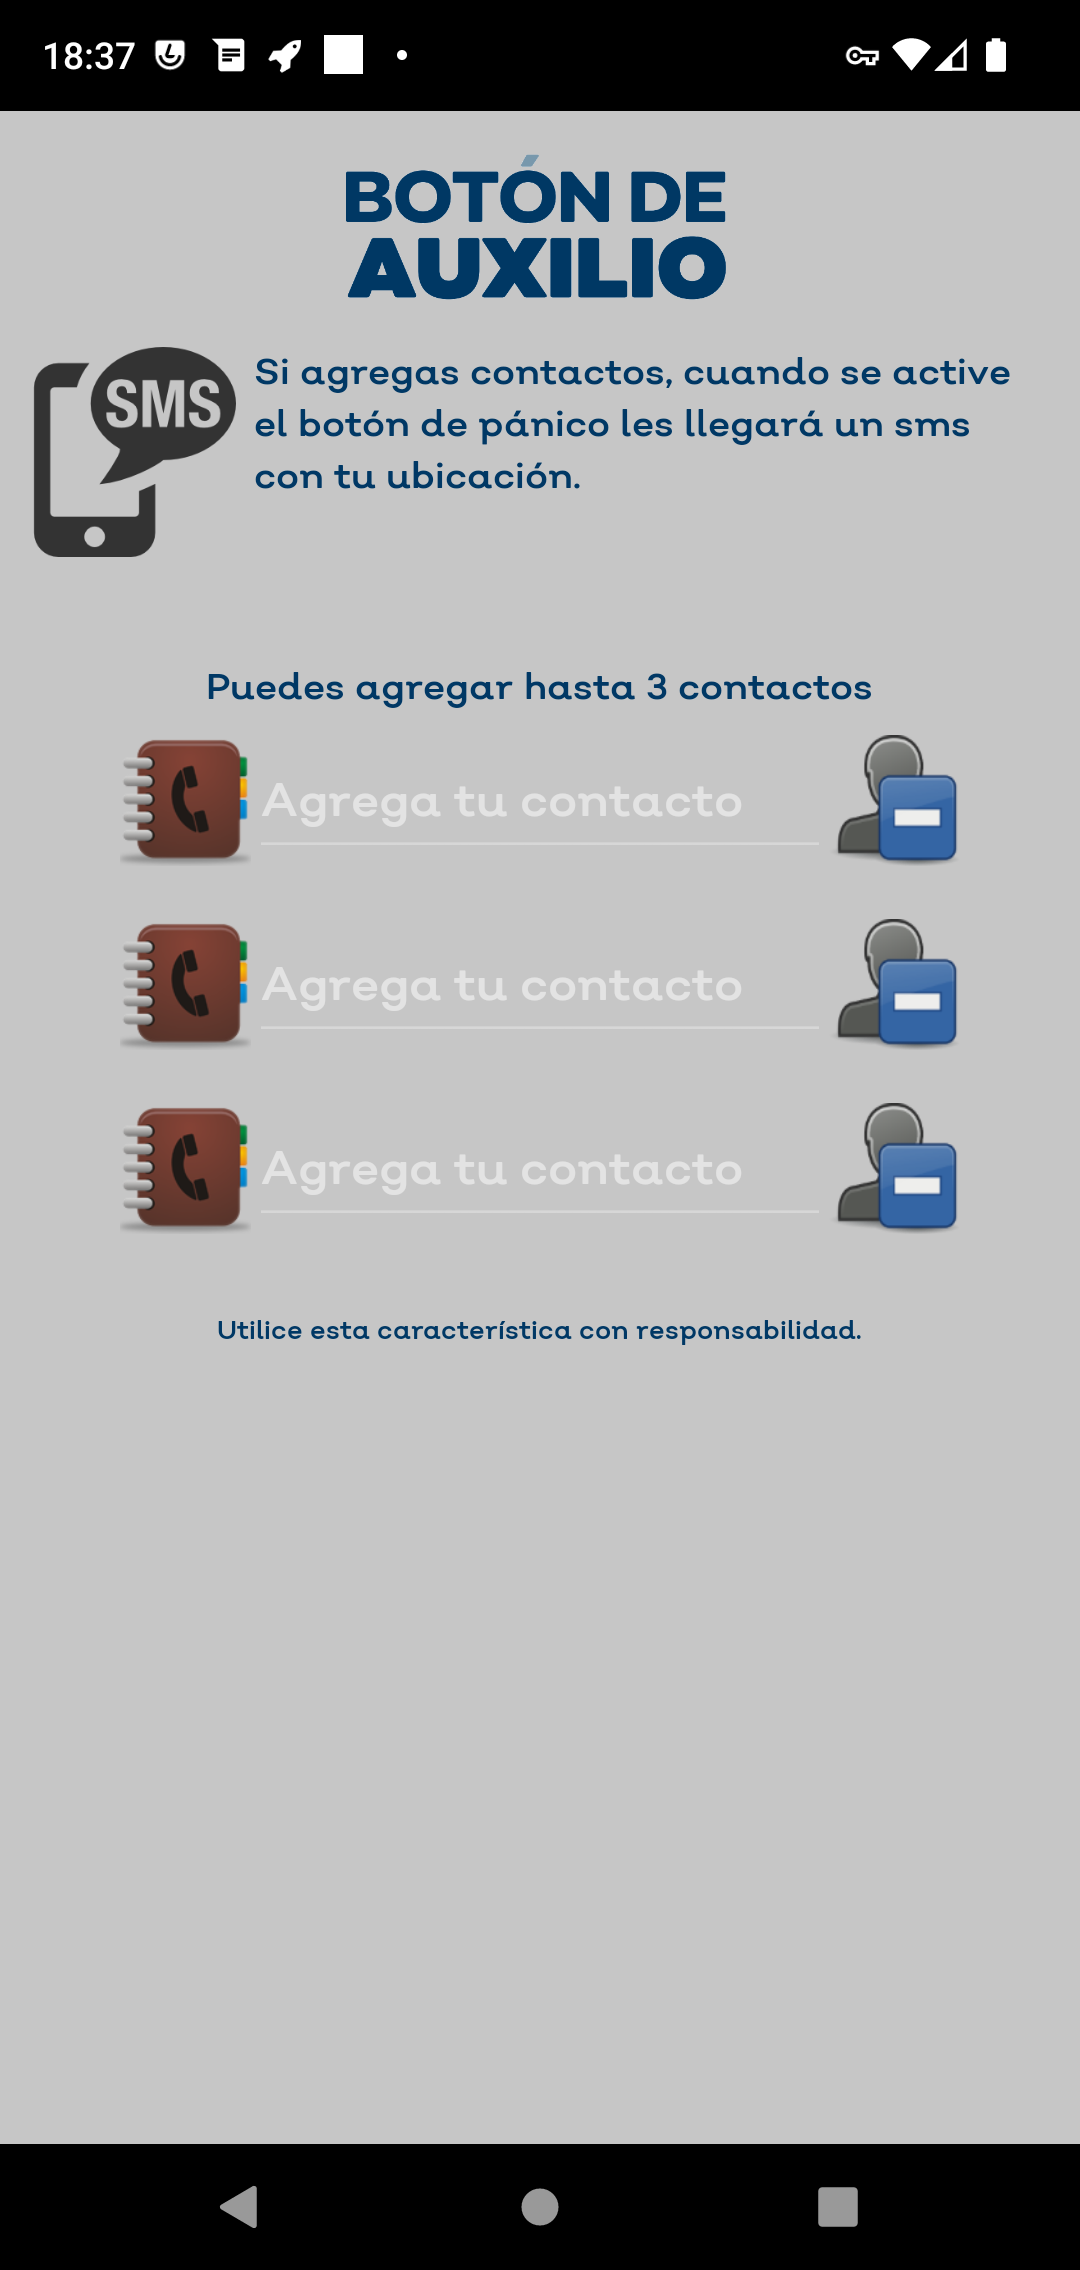 18:37
BOTÓN DE
AUXILIO
SMS
Si agregas contactos, cuando se active
el botón de pánico les llegará un sms
con tu ubicación.
Puedes agregar hasta 3 contactos
Agrega tu contacto
Agrega tu contacto
Agrega tu contacto
Utilice esta característica con responsabilidad.